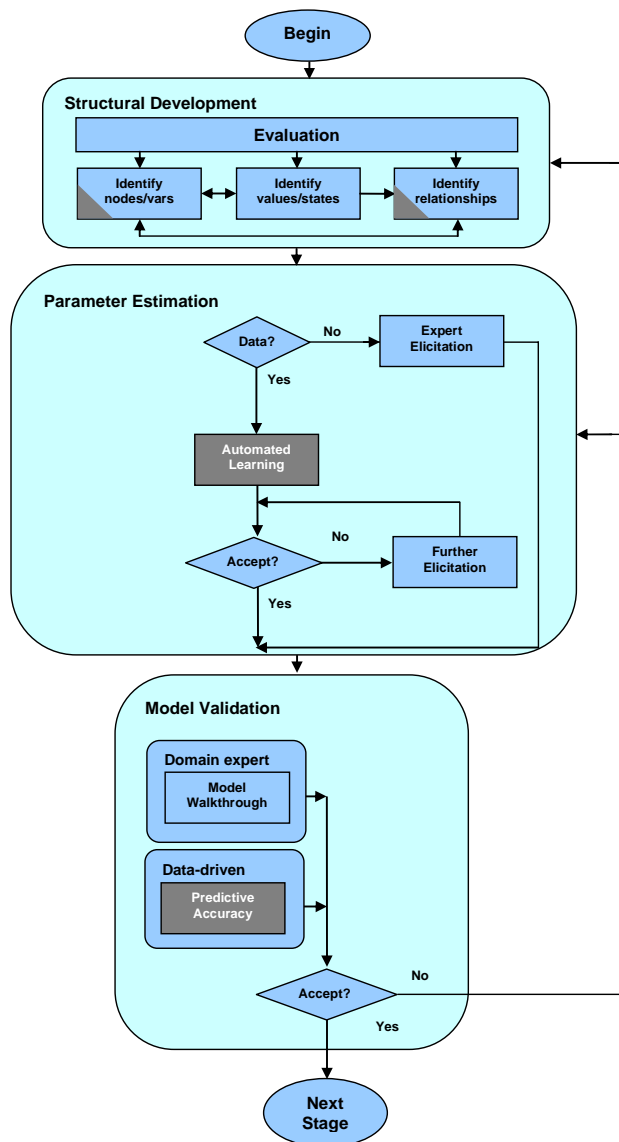 Begin
Structural Development
Evaluation
Identify
nodes/vars
Identify
values/states
Identify
relationships
Parameter Estimation
Data?
No
Expert
Elicitation
Yes
Automated
Learning
Accept?
No
Further
Elicitation
Yes
Model Validation
Domain expert
Model
Walkthrough
Data-driven
Predictive
Accuracy
Accept?
No
Yes
Next
Stage